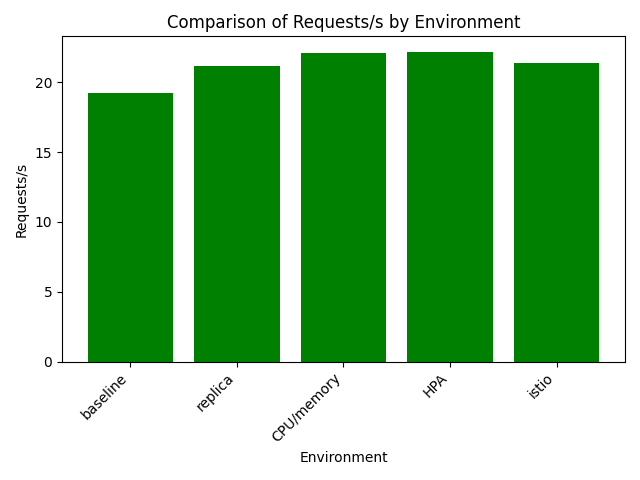 Comparison of Requests/s by Environment
Requests/s
20
15
10
5
0
baseline
replica
CPU/memory
HPA
istio
Environment